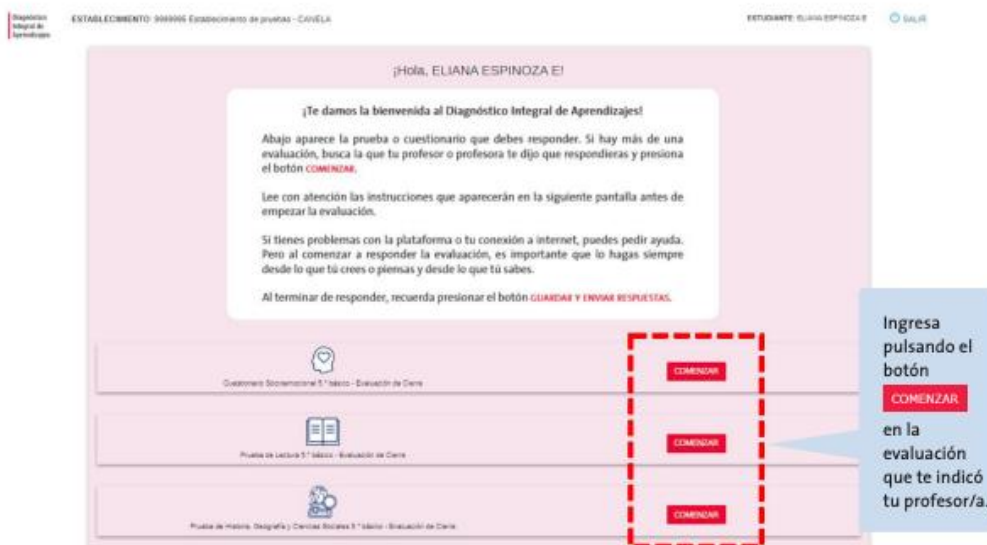 Diagnóstico
Integral de
Aprendizajes
ESTABLECIMIENTO: 9999995 Establecimiento de pruebas - CANELA
ESTUDIANTE: ELIANA ESPINOZA E
SALIR
¡Hola, ELIANA ESPINOZA E!
¡Te damos la bienvenida al Diagnóstico Integral de Aprendizajes!
Abajo aparece la prueba o cuestionario que debes responder. Si hay más de una
evaluación, busca la que tu profesor o profesora te dijo que respondieras y presiona
el botón COMENZAR.
Lee con atención las instrucciones que aparecerán en la siguiente pantalla antes de
empezar la evaluación.
Si tienes problemas con la plataforma o tu conexión a internet, puedes pedir ayuda.
Pero al comenzar a responder la evaluación, es importante que lo hagas siempre
desde lo que tú crees o piensas y desde lo que tú sabes.
Al terminar de responder, recuerda presionar el botón GUARDAR Y ENVIAR RESPUESTAS.
COMENZAR
Cuestionario Socioemocional 5.° básico - Evaluación de Cierre
COMENZAR
Prueba de Lectura 5.° básico - Evaluación de Cierre
COMENZAR
Prueba de Historia, Geografía y Ciencias Sociales 5.° básico - Evaluación de Cierre
Ingresa
pulsando el
botón
COMENZAR
en la
evaluación
que te indicó
tu profesor/a.